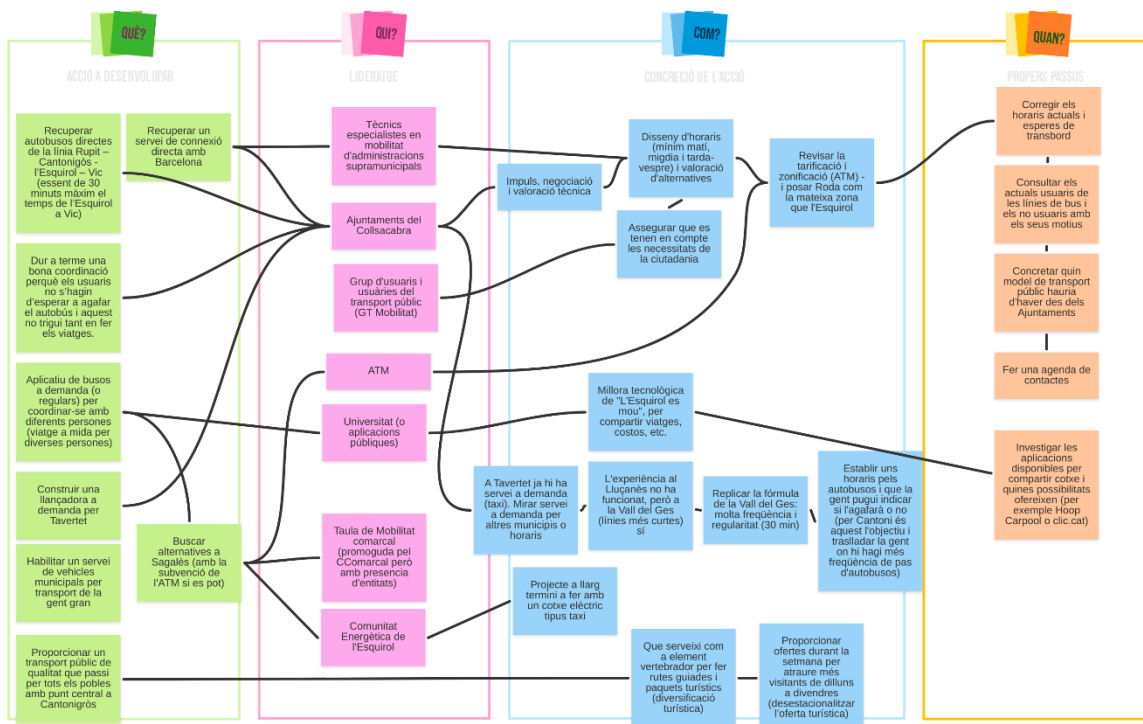 QUÈ?
ACCIÓ A DESENVOLUPAR
Recuperar
autobusos directes
de la línia Rupit –
Cantonigòs -
l'Esquirol – Vic
(essent de 30
minuts màxim el
temps de l'Esquirol
a Vic)
Recuperar un
servei de connexió
directa amb
Barcelona
Dur a terme una
bona coordinació
perquè els usuaris
no s'hagin
d'esperar a agafar
el autobús i aquest
no trigui tant en fer
els viatges.
Aplicatiu de busos
a demanda (o
regulars) per
coordinar-se amb
diferents persones
(viatge a mida per
diverses persones)
Construir una
llançadora a
demanda per
Tavertet
Habilitar un servei
de vehicles
municipals per
transport de la
gent gran
Buscar
alternatives a
Sagalès (amb la
subvenció de
l'ATM si es pot)
Proporcionar un
transport públic de
qualitat que passi
per tots els pobles
amb punt central a
Cantonigròs
QUI?
LIDERATGE
Tècnics
especialistes en
mobilitat
d'administracions
supramunicipals
Ajuntaments del
Collsacabra
Grup d'usuaris i
usuàries del
transport públic
(GT Mobilitat)
ATM
Universitat (o
aplicacions
públiques)
Taula de Mobilitat
comarcal
(promoguda pel
CComarcal però
amb presencia
d'entitats)
Comunitat
Energètica de
l'Esquirol
COM?
CONCRECIÓ DE L'ACCIÓ
Impuls, negociació
i valoració tècnica
Disseny d'horaris
(mínim matí,
migdia i tarda-
vespre) i valoració
d'alternatives
Revisar la
tarificació i
zonificació (ATM) -
i posar Roda com
la mateixa zona
que l'Esquirol
Assegurar que es
tenen en compte
les necessitats de
la ciutadania
Millora tecnològica
de "L'Esquirol es
mou", per
compartir viatges,
costos, etc.
A Tavertet ja hi ha
servei a demanda
(taxi). Mirar servei
a demanda per
altres municipis o
horaris
L'experiència al
Lluçanès no ha
funcionat, però a
la Vall del Ges
(línies més curtes)
sí
Replicar la fórmula
de la Vall del Ges:
molta freqüència i
regularitat (30 min)
Establir uns
horaris pels
autobusos i que la
gent pugui indicar
si l'agafarà o no
(per Cantoni és
aquest l'objectiu i
traslladar la gent
on hi hagi més
freqüència de pas
d'autobusos)
Projecte a llarg
termini a fer amb
un cotxe elèctric
tipus taxi
Que serveixi com
a element
vertebrador per fer
rutes guiades i
paquets turístics
(diversificació
turística)
Proporcionar
ofertes durant la
setmana per
atraure més
visitants de dilluns
a divendres
(desestacionalitzar
l'oferta turística)
QUAN?
PROPERS PASSOS
Corregir els
horaris actuals i
esperes de
transbord
Consultar els
actuals usuaris de
les línies de bus i
els no usuaris amb
els seus motius
Concretar quin
model de transport
públic hauria
d'haver des dels
Ajuntaments
Fer una agenda de
contactes
Investigar les
aplicacions
disponibles per
compartir cotxe i
quines possibilitats
ofereixen (per
exemple Hoop
Carpool o clic.cat)